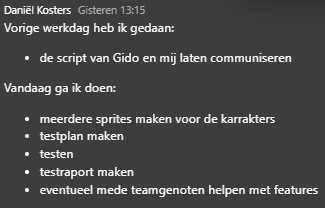 Daniël Kosters Gisteren 13:15
Vorige werkdag heb ik gedaan:
• de script van Gido en mij laten communiseren
Vandaag ga ik doen:
• meerdere sprites maken voor de karrakters
• testplan maken
• testen
• testraport maken
• eventueel mede teamgenoten helpen met features